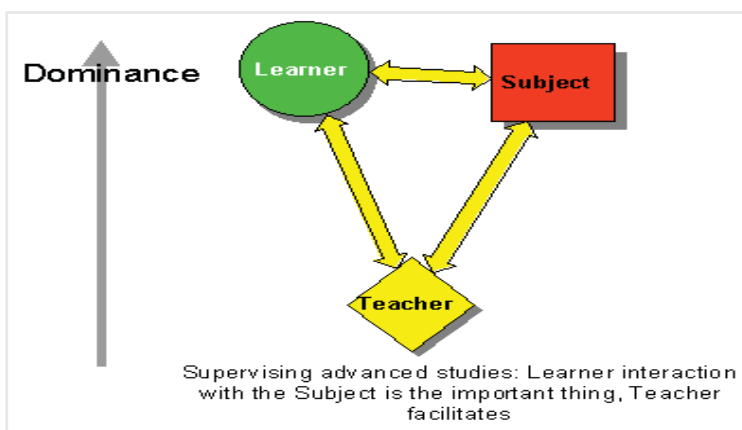 Dominance
Learner
Subject
Teacher
Supervising advanced studies: Learner interaction
with the Subject is the important thing, Teacher
facilitates